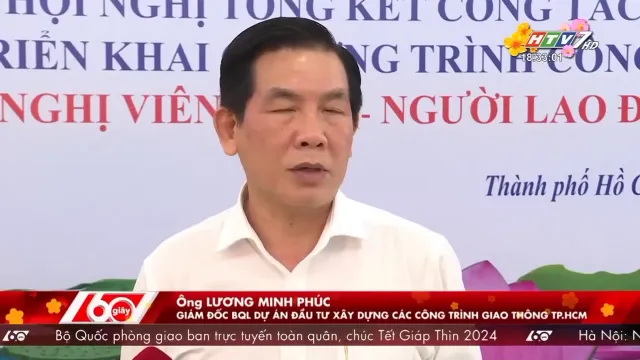 HỘI NGHỊ TỔNG KẾT CÔNG TÁC
HTV7 HD
18:33:01
RIỂN KHAI
NG TRÌNH CÔN
NGHỊ VIÊN
- NGƯỜI LAO Đ
Thành phố Hồ C
60 giây
Ông LƯƠNG MINH PHÚC
GIÁM ĐỐC BQL DỰ ÁN ĐẦU TƯ XÂY DỰNG CÁC CÔNG TRÌNH GIAO THÔNG TP.HCM
Bộ Quốc phòng giao ban trực tuyến toàn quân, chúc Tết Giáp Thìn 2024
Hà Nội: N